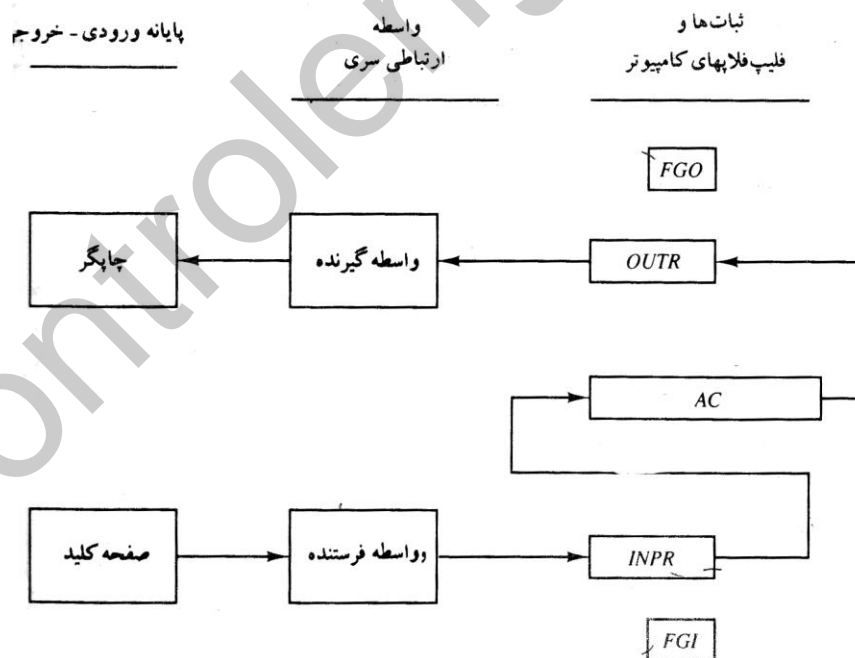 ثبات‌ها و
فلیپ‌فلاپهای کامپیوتر
واسطه
ارتباطی سری
پایانه ورودی - خروجی
FGO
چاپگر
واسطه گیرنده
OUTR
AC
صفحه کلید
وواسطه فرستنده
INPR
FGI